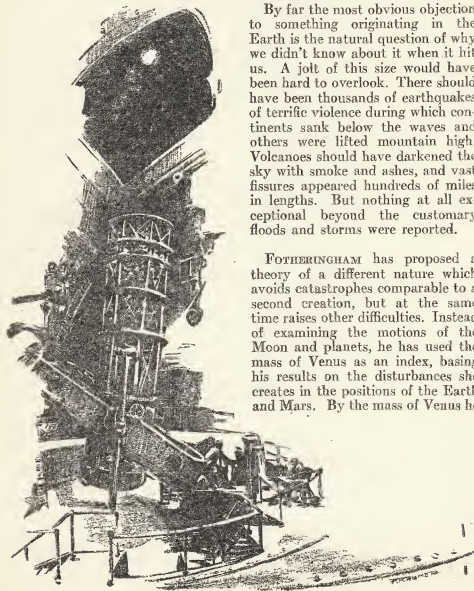 By far the most obvious objection
to something originating in the
Earth is the natural question of why
we didn't know about it when it hit
us. A jolt of this size would have
been hard to overlook. There should
have been thousands of earthquakes
of terrific violence during which con-
tinents sank below the waves and
others were lifted mountain high.
Volcanoes should have darkened the
sky with smoke and ashes, and vast
fissures appeared hundreds of miles
in lengths. But nothing at all ex-
ceptional beyond the customary
floods and storms were reported.
FOTHERINGHAM has proposed a
theory of a different nature which
avoids catastrophes comparable to a
second creation, but at the same
time raises other difficulties. Instead
of examining the motions of the
Moon and planets, he has used the
mass of Venus as an index, basing
his results on the disturbances she
creates in the positions of the Earth
and Mars. By the mass of Venus he